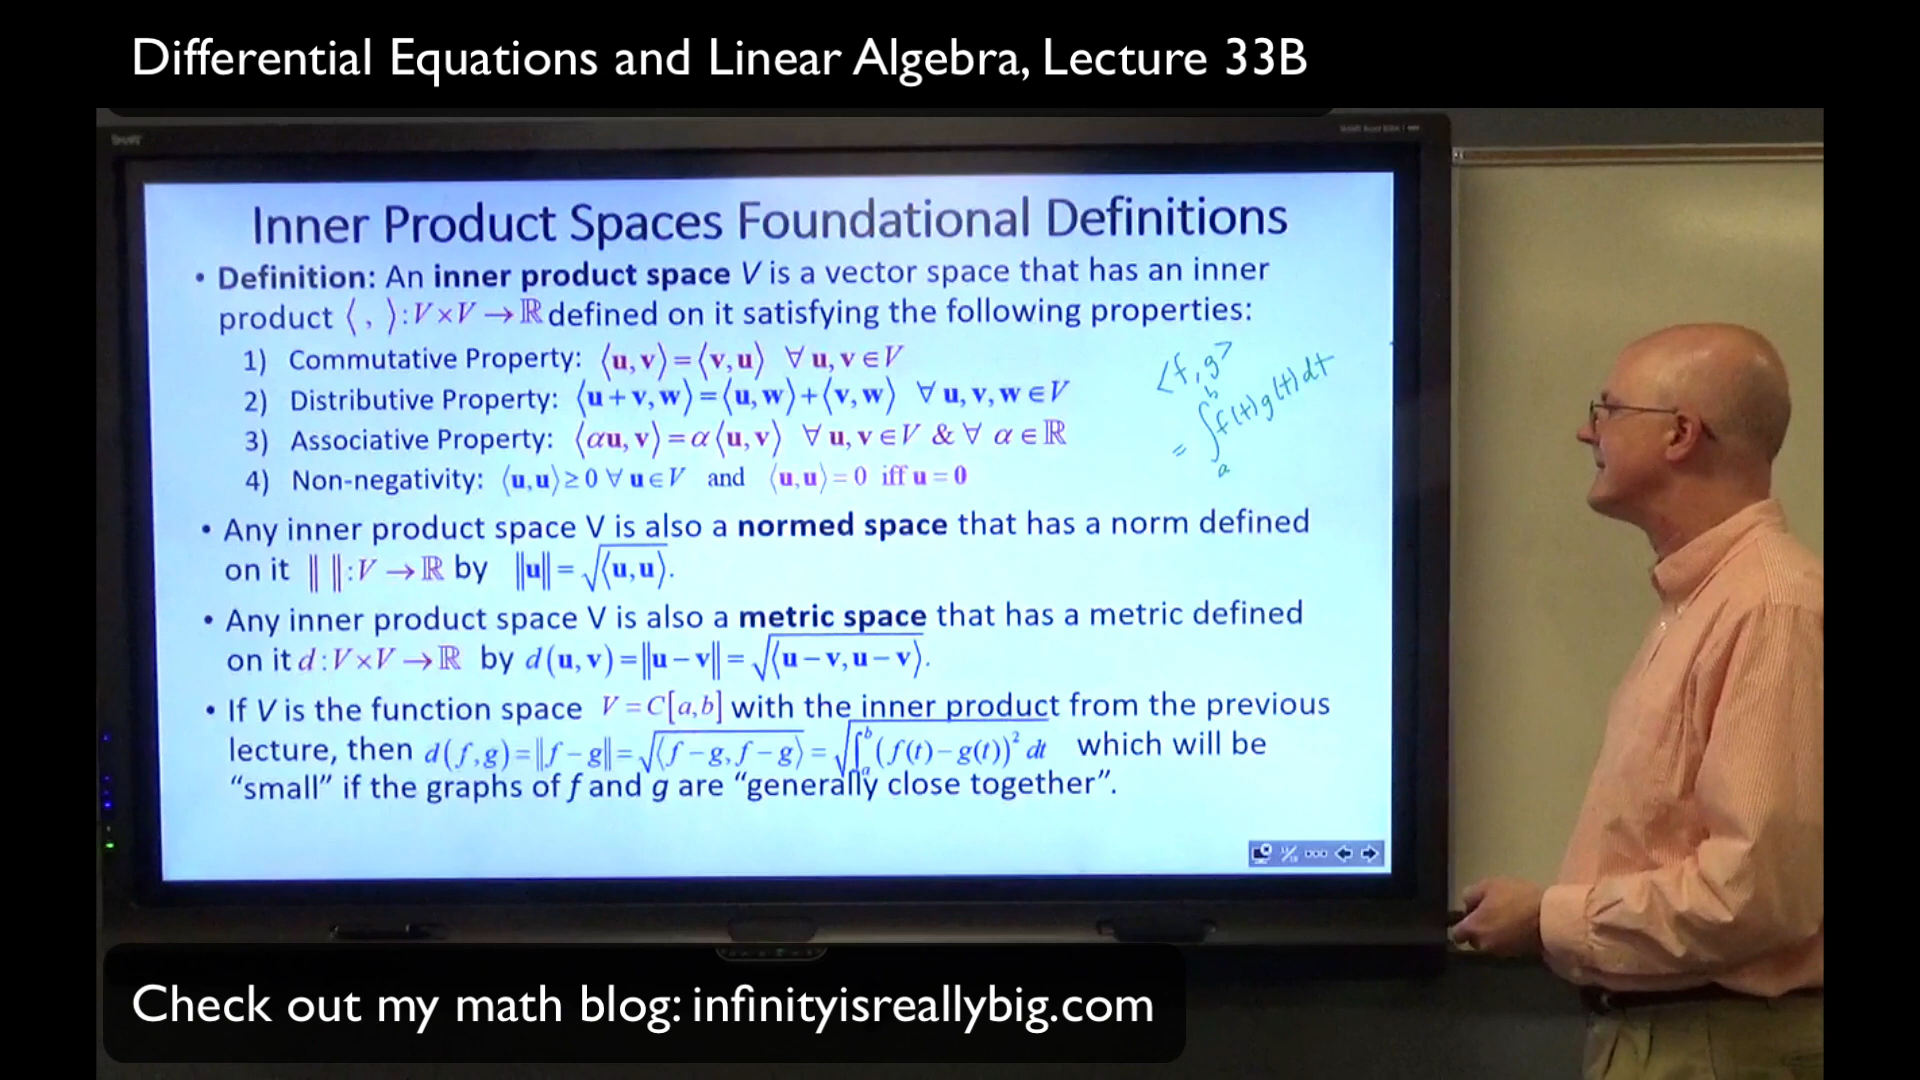 Differential Equations and Linear Algebra, Lecture 33B
SMART
Inner Product Spaces Foundational Definitions
• Definition: An inner product space V is a vector space that has an inner
product ⟨ , ⟩:V×V→ℝ defined on it satisfying the following properties:
1) Commutative Property: ⟨u,v⟩=⟨v,u⟩ ∀ u,v∈V
2) Distributive Property: ⟨u+v,w⟩=⟨u,w⟩+⟨v,w⟩ ∀ u,v,w∈V
3) Associative Property: ⟨αu,v⟩=α⟨u,v⟩ ∀ u,v∈V & ∀ α∈ℝ
4) Non-negativity: ⟨u,u⟩≥0 ∀ u∈V and ⟨u,u⟩=0 iff u=0
<f,g>
= ∫_a^b f(t)g(t)dt
• Any inner product space V is also a normed space that has a norm defined
on it ‖ ‖:V→ℝ by ‖u‖=√⟨u,u⟩.
• Any inner product space V is also a metric space that has a metric defined
on it d:V×V→ℝ by d(u,v)=‖u−v‖=√⟨u−v,u−v⟩.
• If V is the function space V=C[a,b] with the inner product from the previous
lecture, then d(f,g)=‖f−g‖=√⟨f−g,f−g⟩=√∫_a^b (f(t)−g(t))² dt which will be
“small” if the graphs of f and g are “generally close together”.
Check out my math blog: infinityisreallybig.com